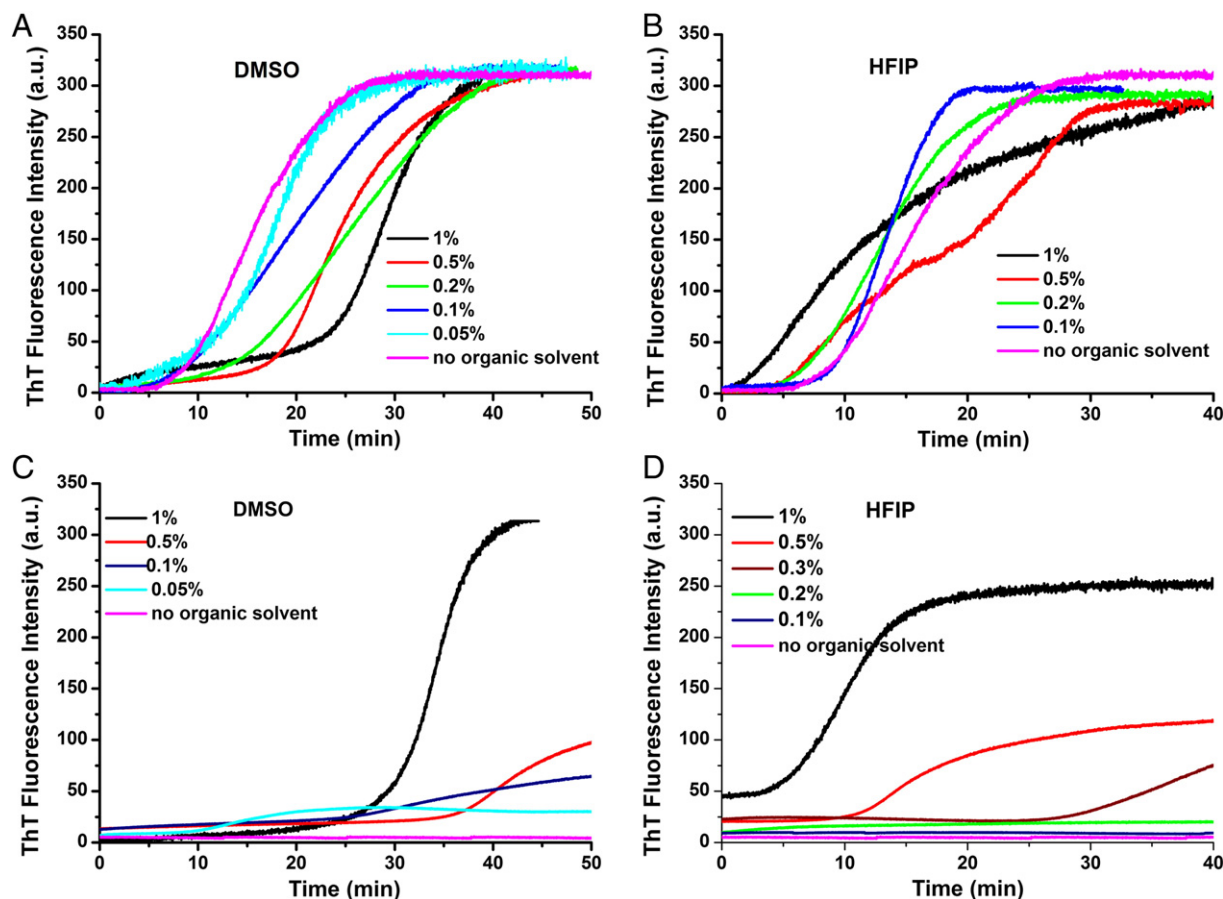 A
DMSO
ThT Fluorescence Intensity (a.u.)
350
300
250
200
150
100
50
0
1%
0.5%
0.2%
0.1%
0.05%
no organic solvent
0 10 20 30 40 50
Time (min)
B
HFIP
ThT Fluorescence Intensity (a.u.)
350
300
250
200
150
100
50
0
1%
0.5%
0.2%
0.1%
no organic solvent
0 10 20 30 40
Time (min)
C
DMSO
ThT Fluorescence Intensity (a.u.)
350
300
250
200
150
100
50
0
1%
0.5%
0.1%
0.05%
no organic solvent
0 10 20 30 40 50
Time (min)
D
HFIP
ThT Fluorescence Intensity (a.u.)
350
300
250
200
150
100
50
0
1%
0.5%
0.3%
0.2%
0.1%
no organic solvent
0 10 20 30 40
Time (min)